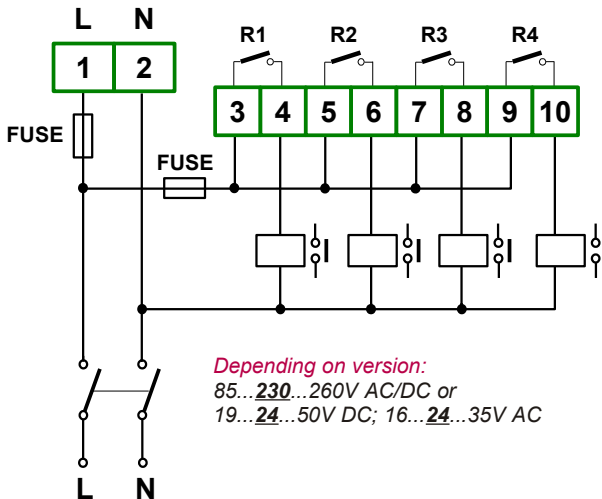 L N
R1 R2 R3 R4
1 2
3 4 5 6 7 8 9 10
FUSE
FUSE
Depending on version:
85...230...260V AC/DC or
19...24...50V DC; 16...24...35V AC
L N